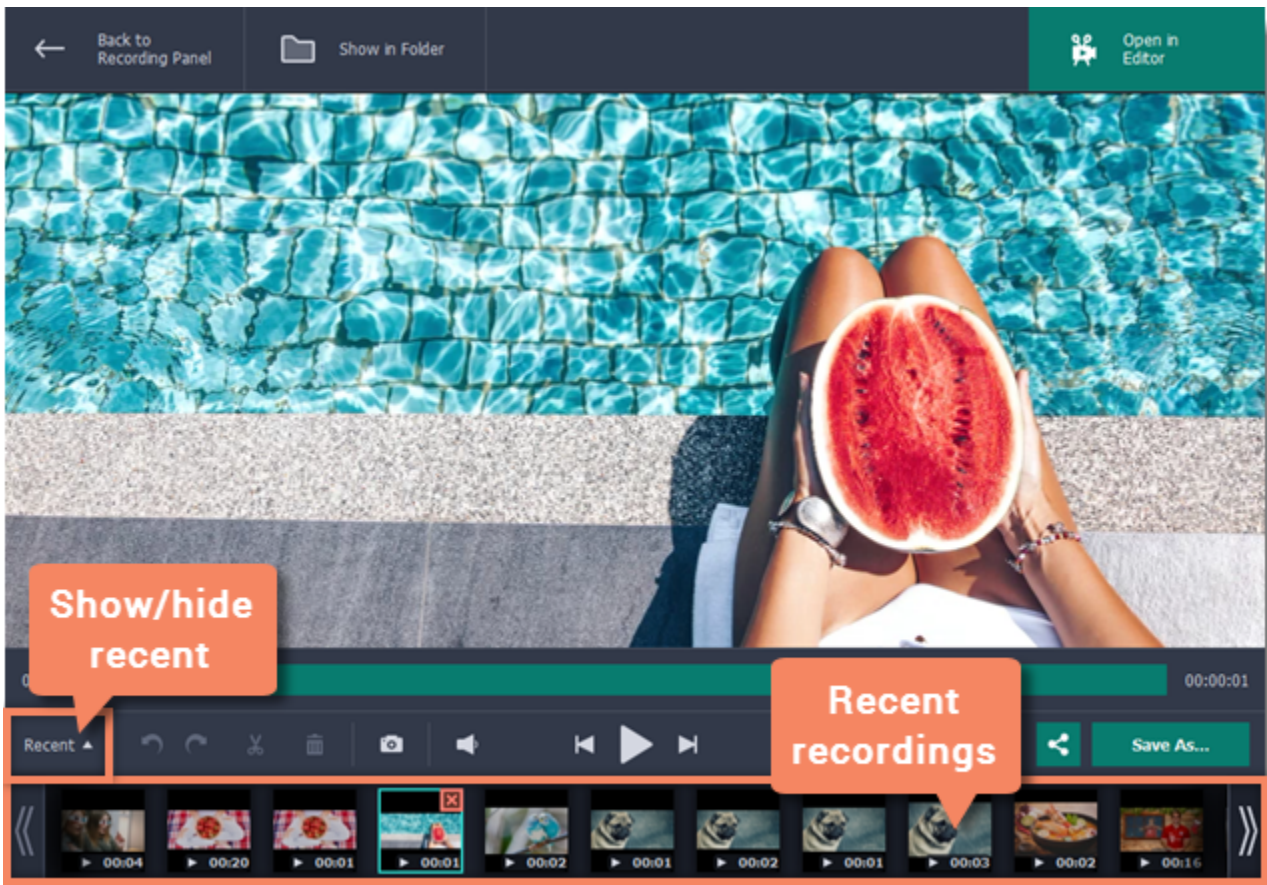 Back to
Recording Panel
Show in Folder
Open in
Editor
Show/hide
recent
00:00:01
Recent
recordings
Recent
Save As...
00:04
00:20
00:01
00:01
00:02
00:01
00:02
00:01
00:03
00:02
00:16